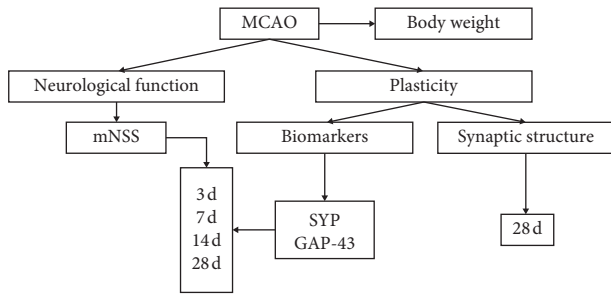 MCAO
Body weight
Neurological function
Plasticity
mNSS
Biomarkers
Synaptic structure
3 d
7 d
14 d
28 d
SYP
GAP-43
28 d